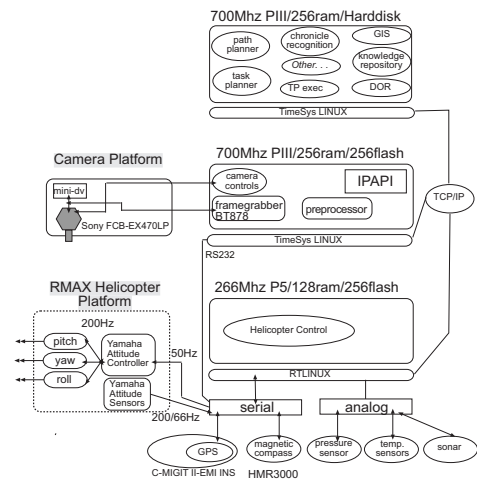 700Mhz PIII/256ram/Harddisk
path
planner
chronicle
recognition
GIS
Other. . .
knowledge
repository
task
planner
TP exec
DOR
TimeSys LINUX
Camera Platform
700Mhz PIII/256ram/256flash
mini-dv
Sony FCB-EX470LP
camera
controls
IPAPI
framegrabber
BT878
preprocessor
TCP/IP
TimeSys LINUX
RS232
RMAX Helicopter
Platform
266Mhz P5/128ram/256flash
200Hz
pitch
yaw
roll
Yamaha
Attitude
Controller
50Hz
Helicopter Control
Yamaha
Attitude
Sensors
RTLINUX
200/66Hz
serial
analog
GPS
C-MIGIT II-EMI INS
magnetic
compass
HMR3000
pressure
sensor
temp.
sensors
sonar